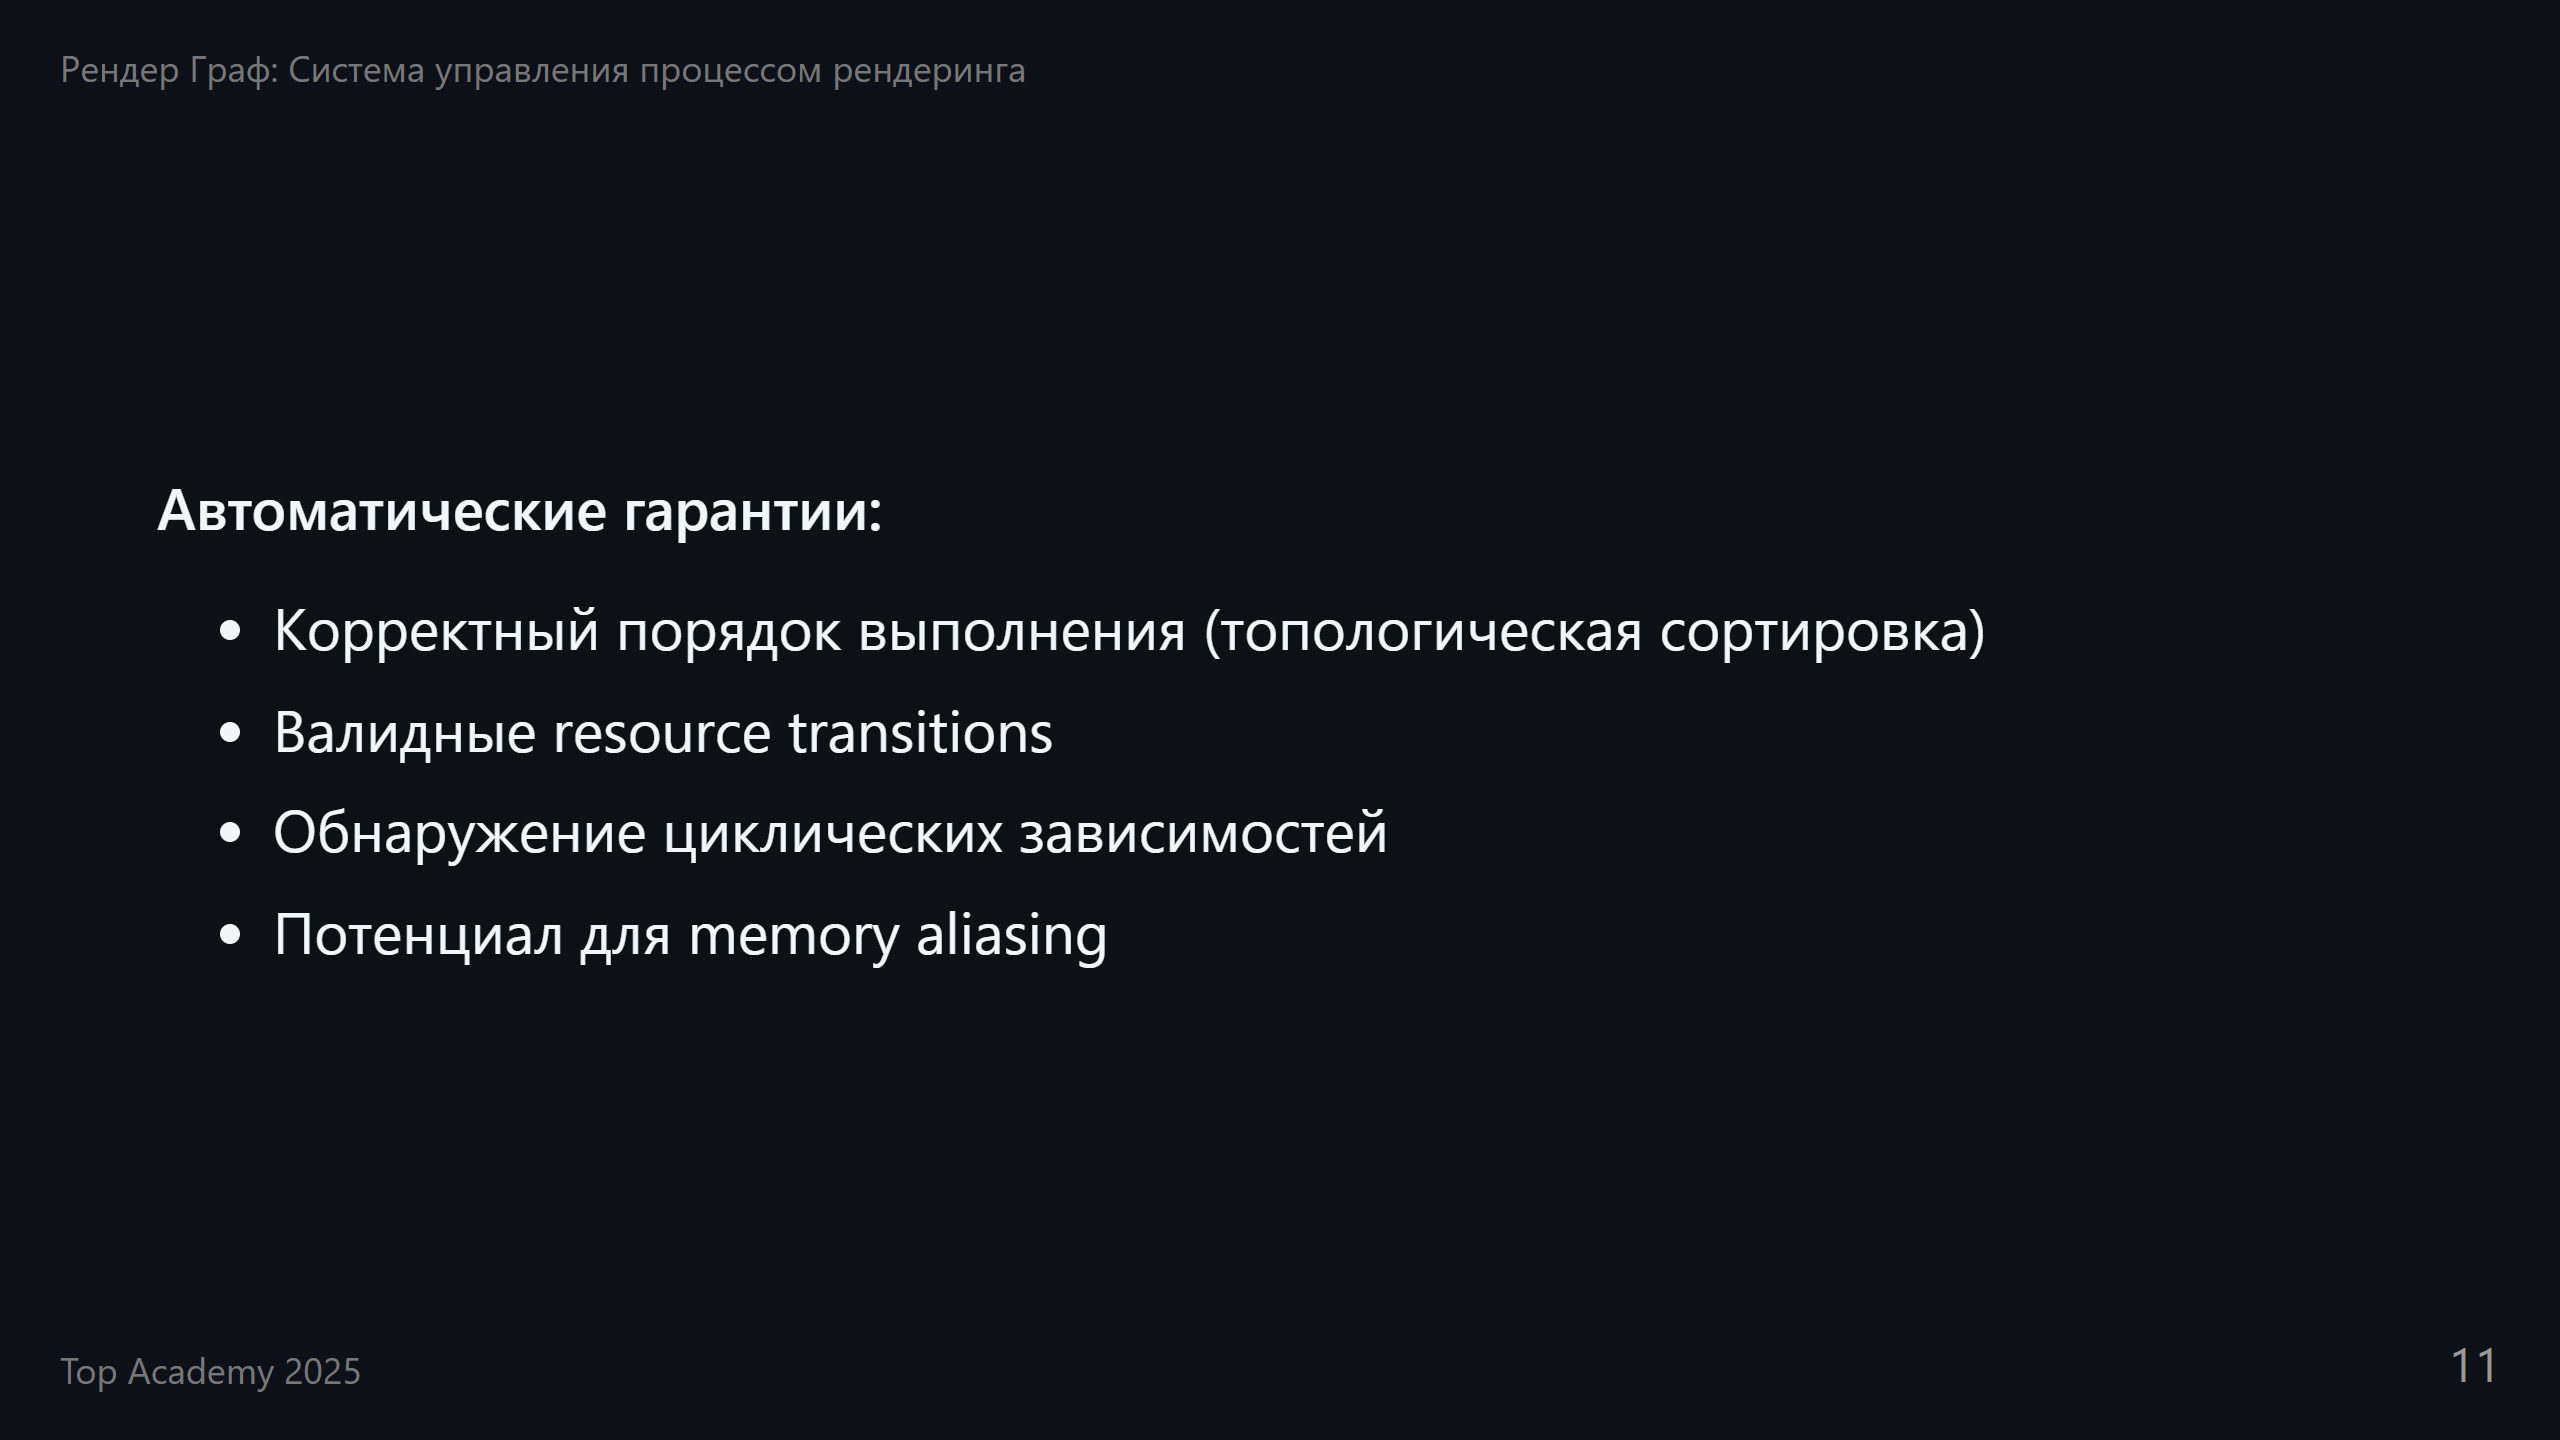 Рендер Граф: Система управления процессом рендеринга
Автоматические гарантии:
• Корректный порядок выполнения (топологическая сортировка)
• Валидные resource transitions
• Обнаружение циклических зависимостей
• Потенциал для memory aliasing
Top Academy 2025
11